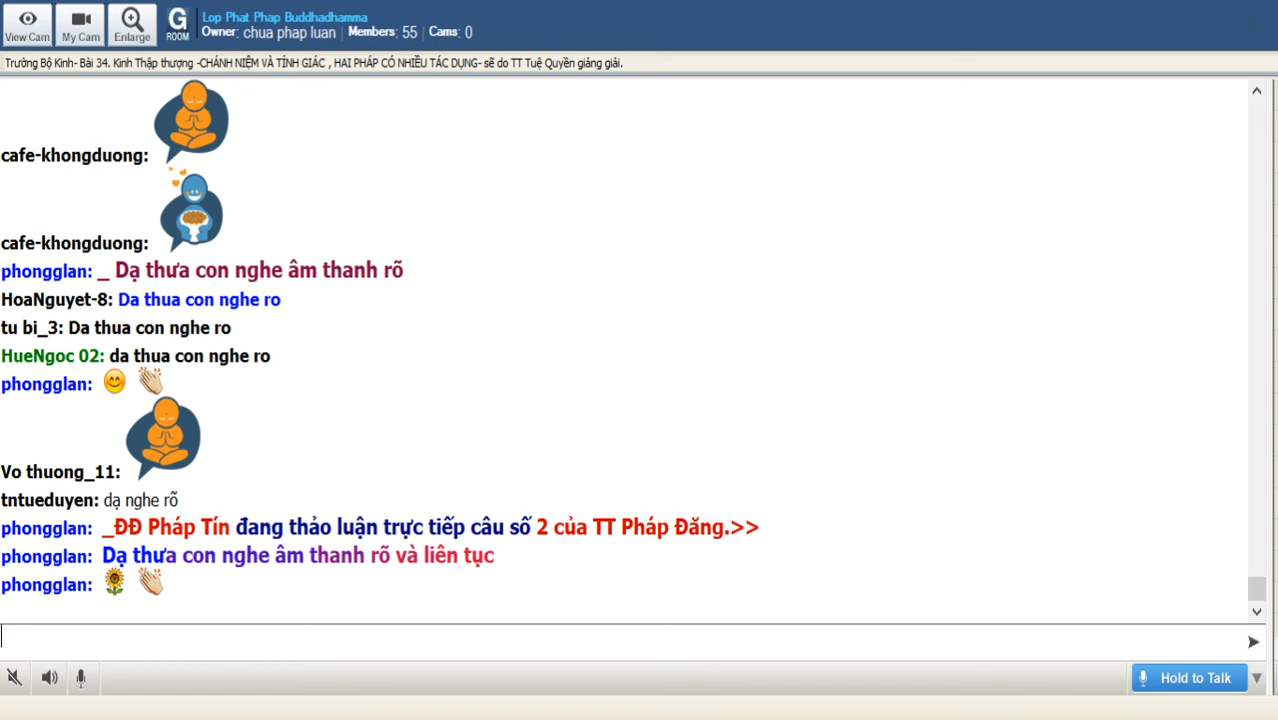 View Cam
My Cam
Enlarge
G
ROOM
Lop Phat Phap Buddhadhamma
Owner: chua phap luan | Members: 55 | Cams: 0
Trường Bộ Kinh- Bài 34. Kinh Thập thượng -CHÁNH NIỆM VÀ TỈNH GIÁC , HAI PHÁP CÓ NHIỀU TÁC DỤNG- sẽ do TT Tuệ Quyền giảng giải.
cafe-khongduong:
cafe-khongduong:
phongglan: _ Dạ thưa con nghe âm thanh rõ
HoaNguyet-8: Da thua con nghe ro
tu bi_3: Da thua con nghe ro
HueNgoc 02: da thua con nghe ro
phongglan:
Vo thuong_11:
tntueduyen: dạ nghe rõ
phongglan: _ĐĐ Pháp Tín đang thảo luận trực tiếp câu số 2 của TT Pháp Đăng.>>
phongglan: Dạ thưa con nghe âm thanh rõ và liên tục
phongglan:
Hold to Talk